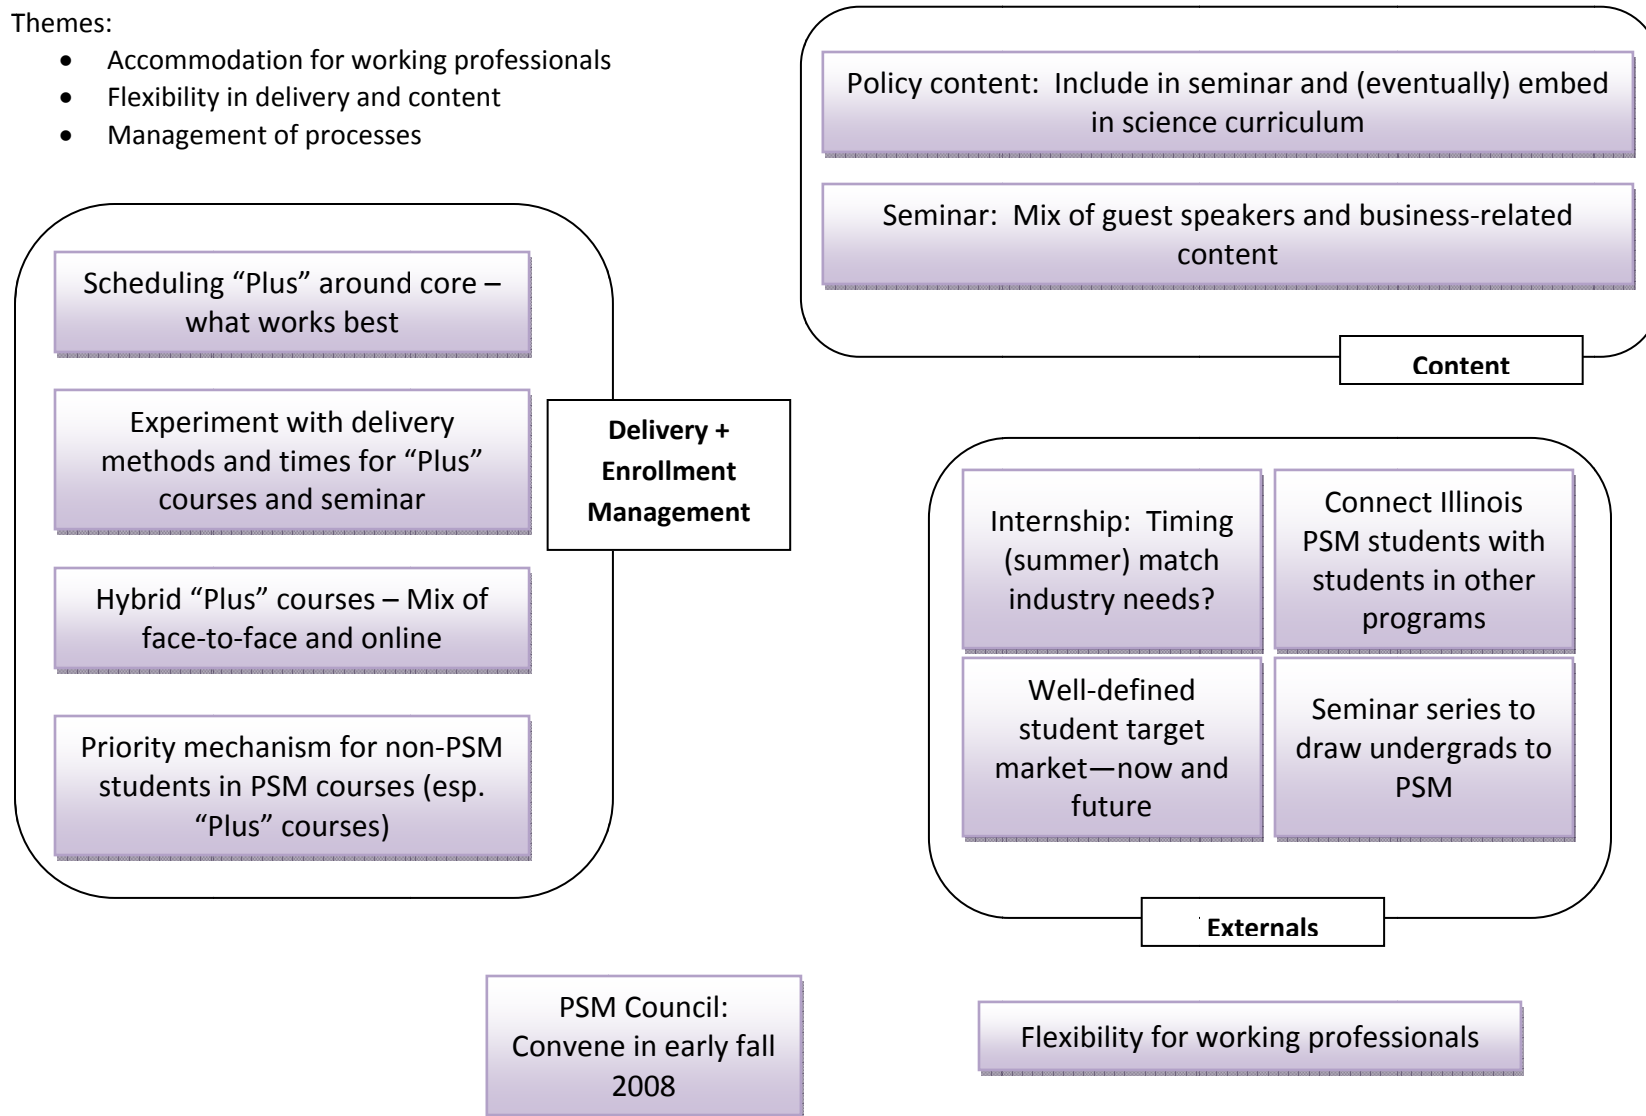 Themes:
• Accommodation for working professionals
• Flexibility in delivery and content
• Management of processes
Policy content:  Include in seminar and (eventually) embed
in science curriculum
Seminar:  Mix of guest speakers and business-related
content
Content
Scheduling “Plus” around core –
what works best
Experiment with delivery
methods and times for “Plus”
courses and seminar
Hybrid “Plus” courses – Mix of
face-to-face and online
Priority mechanism for non-PSM
students in PSM courses (esp.
“Plus” courses)
Delivery +
Enrollment
Management
Internship:  Timing
(summer) match
industry needs?
Connect Illinois
PSM students with
students in other
programs
Well-defined
student target
market—now and
future
Seminar series to
draw undergrads to
PSM
Externals
PSM Council:
Convene in early fall
2008
Flexibility for working professionals